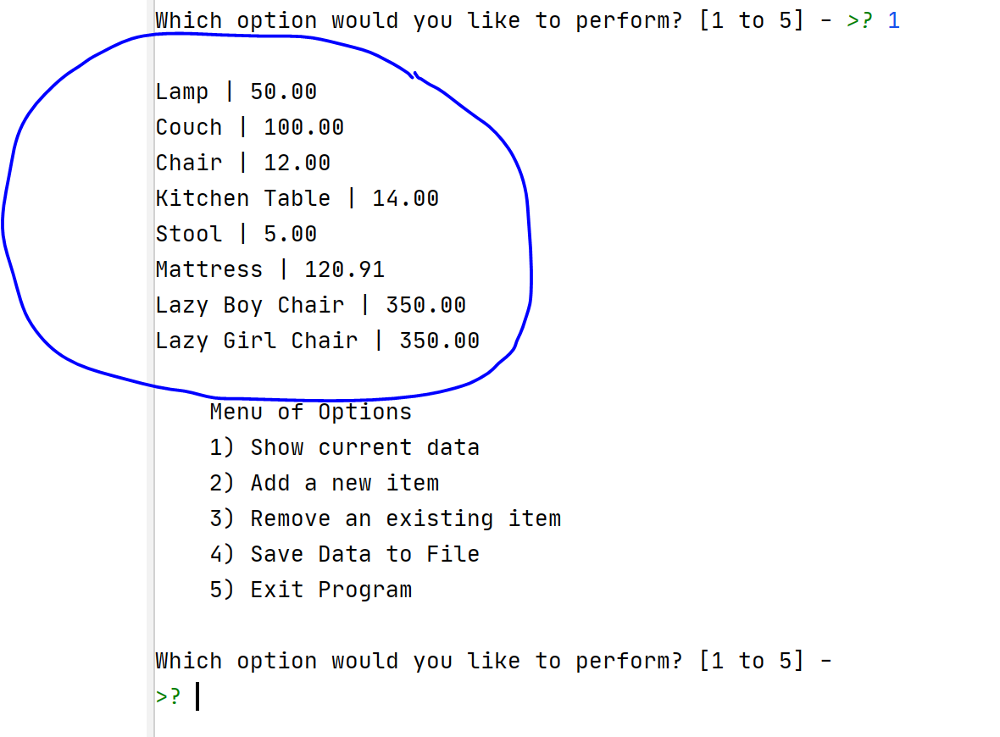 Which option would you like to perform? [1 to 5] - >? 1
Lamp | 50.00
Couch | 100.00
Chair | 12.00
Kitchen Table | 14.00
Stool | 5.00
Mattress | 120.91
Lazy Boy Chair | 350.00
Lazy Girl Chair | 350.00
Menu of Options
1) Show current data
2) Add a new item
3) Remove an existing item
4) Save Data to File
5) Exit Program
Which option would you like to perform? [1 to 5] -
>?